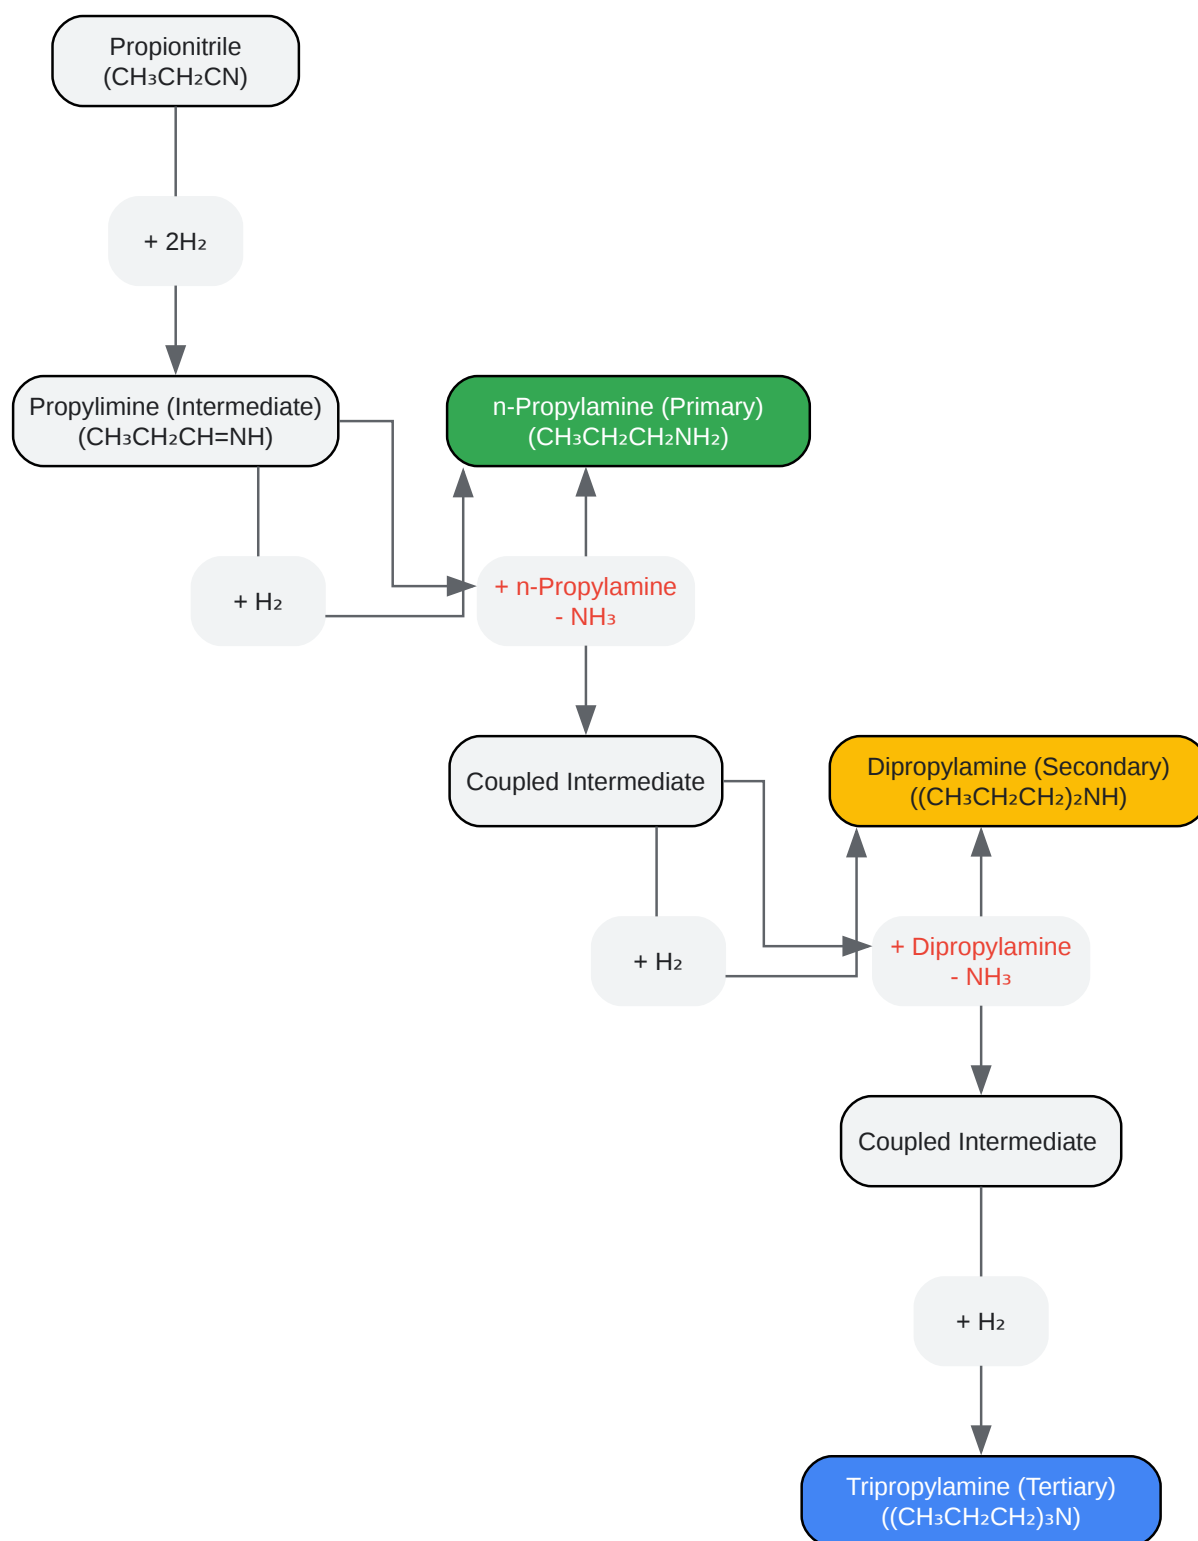 Propionitrile
(CH₃CH₂CN)
+ 2H₂
Propylimine (Intermediate)
(CH₃CH₂CH=NH)
n-Propylamine (Primary)
(CH₃CH₂CH₂NH₂)
+ H₂
+ n-Propylamine
- NH₃
Coupled Intermediate
Dipropylamine (Secondary)
((CH₃CH₂CH₂)₂NH)
+ H₂
+ Dipropylamine
- NH₃
Coupled Intermediate
+ H₂
Tripropylamine (Tertiary)
((CH₃CH₂CH₂)₃N)